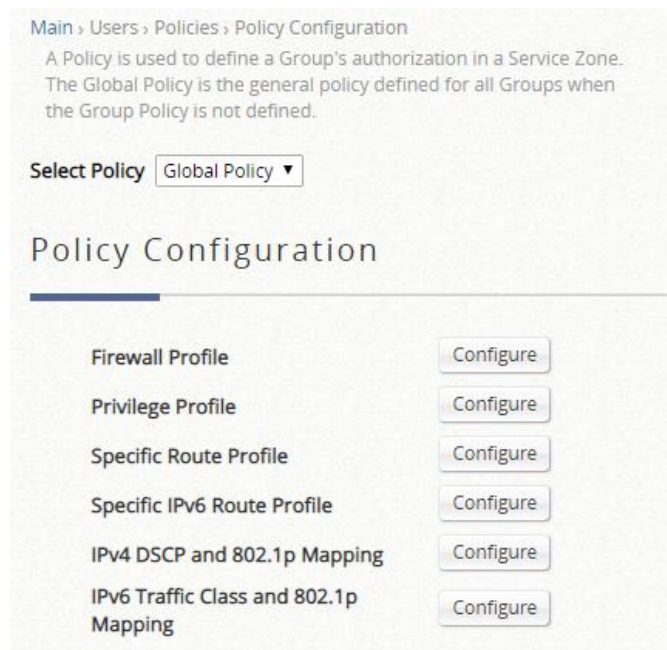 Main › Users › Policies › Policy Configuration
A Policy is used to define a Group's authorization in a Service Zone.
The Global Policy is the general policy defined for all Groups when
the Group Policy is not defined.
Select Policy Global Policy ▼
Policy Configuration
Firewall Profile Configure
Privilege Profile Configure
Specific Route Profile Configure
Specific IPv6 Route Profile Configure
IPv4 DSCP and 802.1p Mapping Configure
IPv6 Traffic Class and 802.1p
Mapping Configure